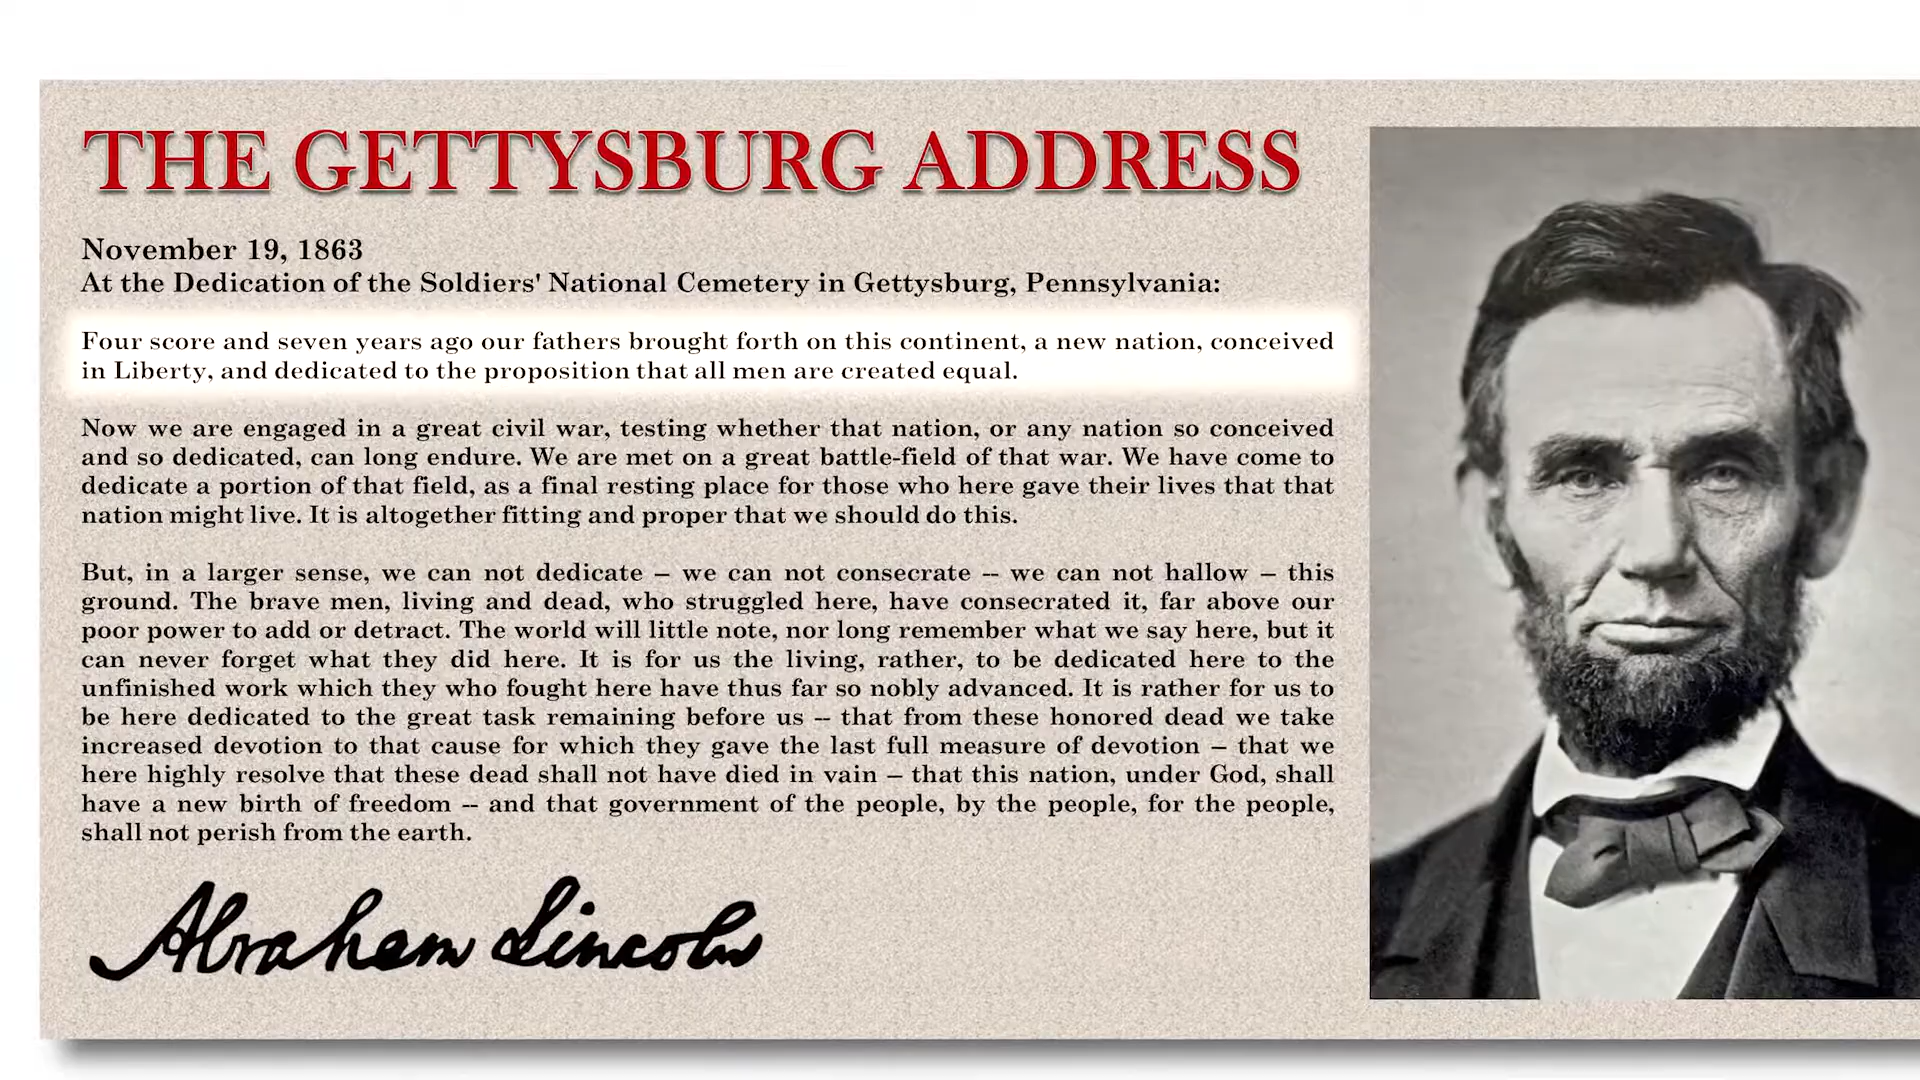 THE GETTYSBURG ADDRESS
November 19, 1863
At the Dedication of the Soldiers' National Cemetery in Gettysburg, Pennsylvania:
Four score and seven years ago our fathers brought forth on this continent, a new nation, conceived
in Liberty, and dedicated to the proposition that all men are created equal.
Now we are engaged in a great civil war, testing whether that nation, or any nation so conceived
and so dedicated, can long endure. We are met on a great battle-field of that war. We have come to
dedicate a portion of that field, as a final resting place for those who here gave their lives that that
nation might live. It is altogether fitting and proper that we should do this.
But, in a larger sense, we can not dedicate – we can not consecrate -- we can not hallow – this
ground. The brave men, living and dead, who struggled here, have consecrated it, far above our
poor power to add or detract. The world will little note, nor long remember what we say here, but it
can never forget what they did here. It is for us the living, rather, to be dedicated here to the
unfinished work which they who fought here have thus far so nobly advanced. It is rather for us to
be here dedicated to the great task remaining before us -- that from these honored dead we take
increased devotion to that cause for which they gave the last full measure of devotion – that we
here highly resolve that these dead shall not have died in vain – that this nation, under God, shall
have a new birth of freedom -- and that government of the people, by the people, for the people,
shall not perish from the earth.
Abraham Lincoln